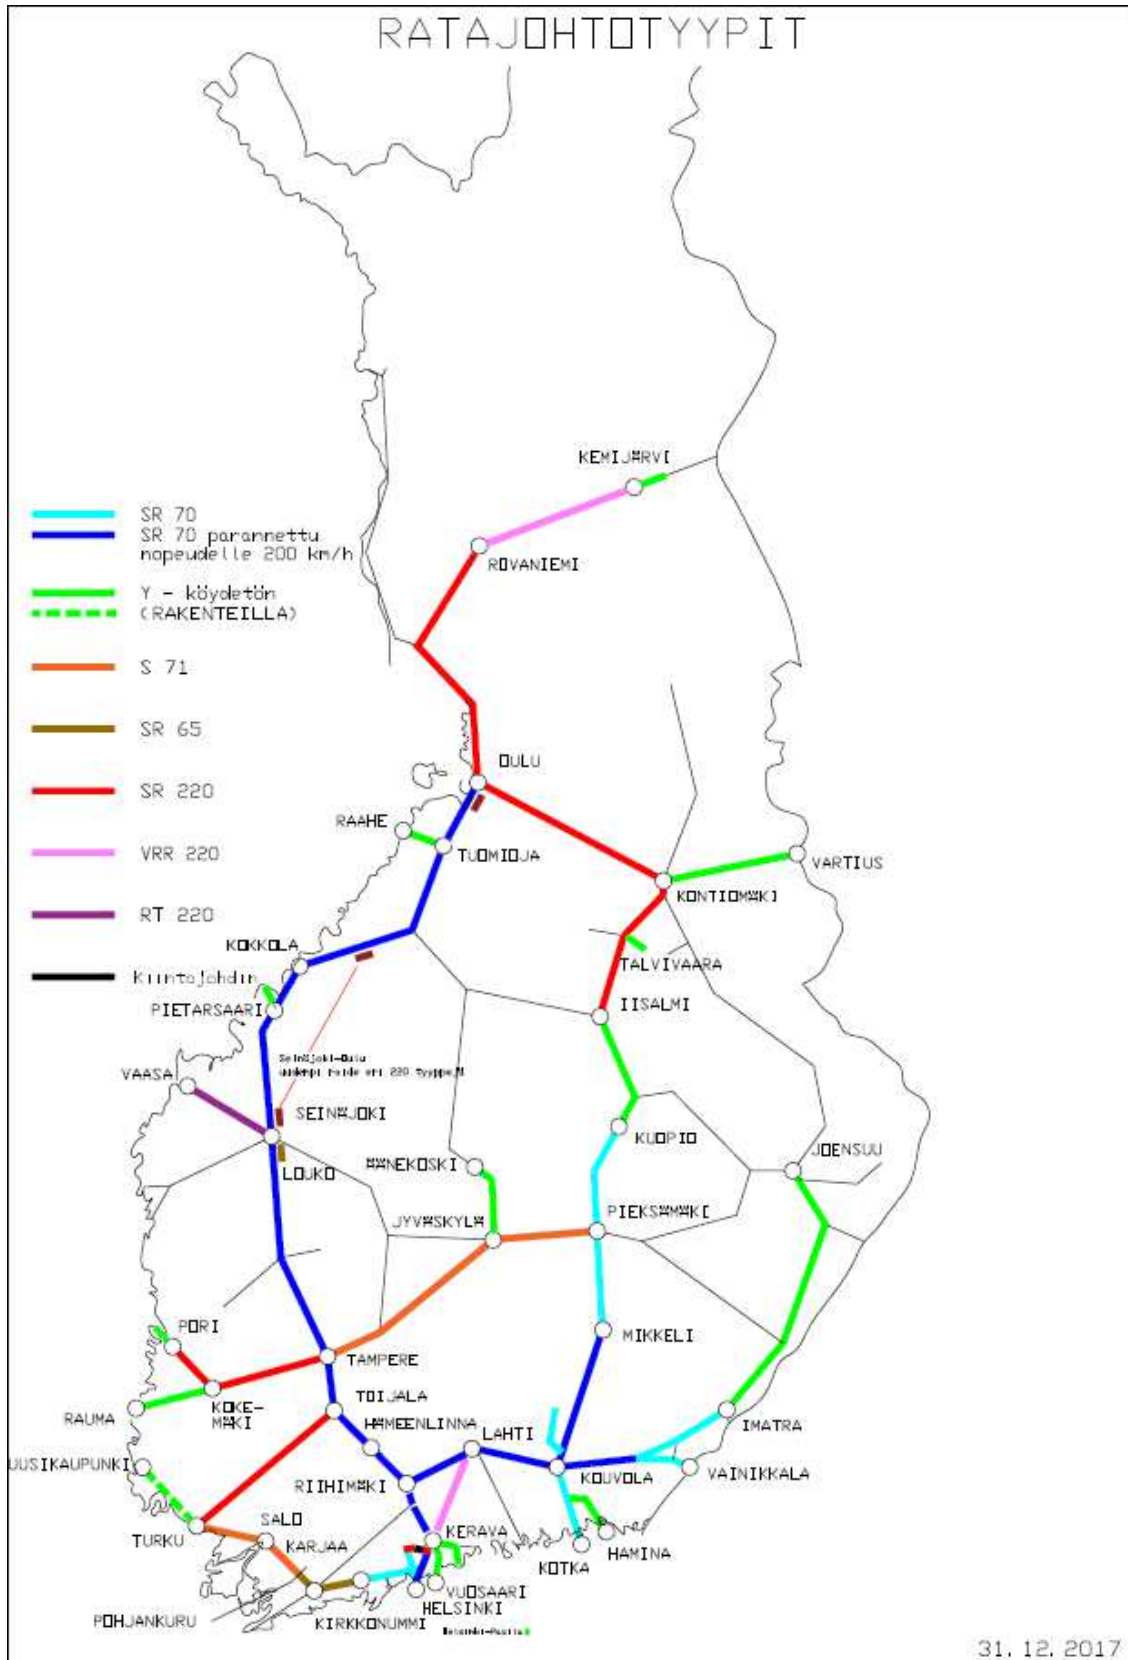 RATAJOHTOTYYPIT
KEMIJÄRVI
SR 70
SR 70 parannettu
nopeudelle 200 km/h
ROVANIEMI
Y - köydetön
(RAKENTEILLA)
S 71
SR 65
OULU
SR 220
RAAHE
TUOMIOJA
VRR 220
VARTIUS
KONTIOMÄKI
RT 220
KOKKOLA
TALVIVAARA
Kiintojohdin
IISALMI
PIETARSAARI
Seinäjoki-Oulu
VAASA
SEINÄJOKI
KUOPIO
JOENSUU
LOUKO
ÄÄNEKOSKI
PIEKSÄMÄKI
JYVÄSKYLÄ
PORI
MIKKELI
TAMPERE
TOIJALA
RAUMA
KOKE-
MÄKI
HÄMEENLINNA
LAHTI
IMATRA
UUSIKAUPUNKI
RIIHIMÄKI
KOUVOLA
VAINIKKALA
SALO
TURKU
KARJAA
KERAVA
HAMINA
KOTKA
VUOSAARI
HELSINKI
POHJANKURU
KIRKKONUMMI
31.12.2017